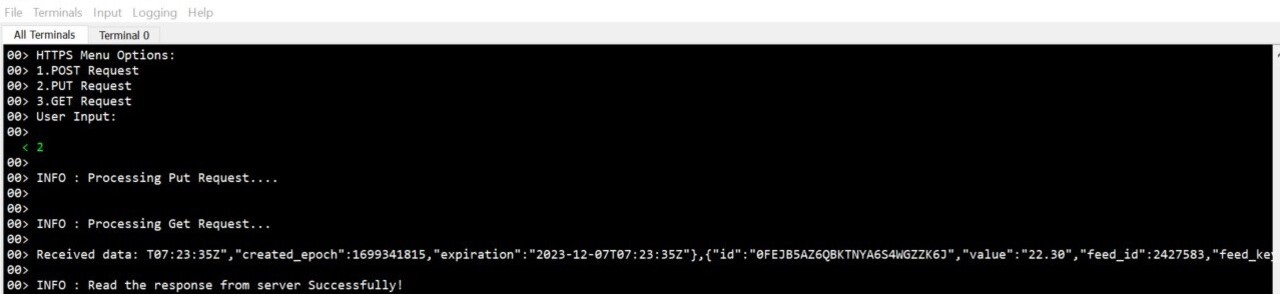 File Terminals Input Logging Help
All Terminals Terminal 0
00> HTTPS Menu Options:
00> 1.POST Request
00> 2.PUT Request
00> 3.GET Request
00> User Input:
00>
< 2
00>
00> INFO : Processing Put Request....
00>
00>
00> INFO : Processing Get Request...
00>
00> Received data: T07:23:35Z","created_epoch":1699341815,"expiration":"2023-12-07T07:23:35Z"},{"id":"0FEJB5AZ6QBKTNYA6S4WGZZK6J","value":"22.30","feed_id":2427583,"feed_key
00>
00> INFO : Read the response from server Successfully!